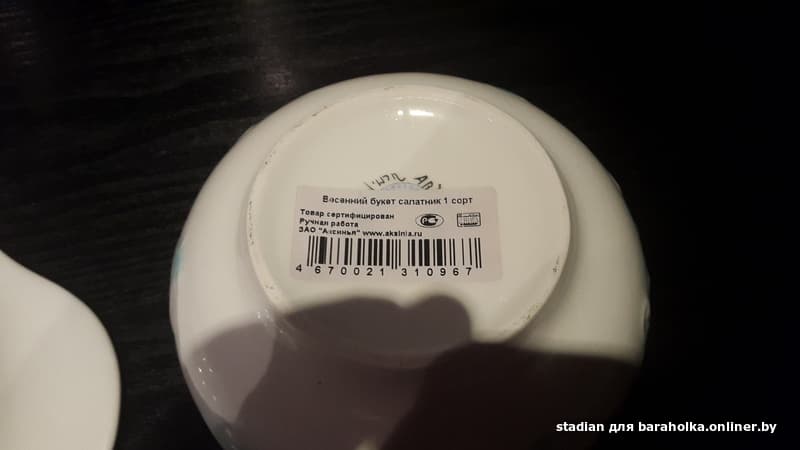 Весенний букет салатник 1 сорт
Товар сертифицирован
Ручная работа
ЗАО "Аксинья" www.aksinia.ru
4 670021 310967
stadian для baraholka.onliner.by